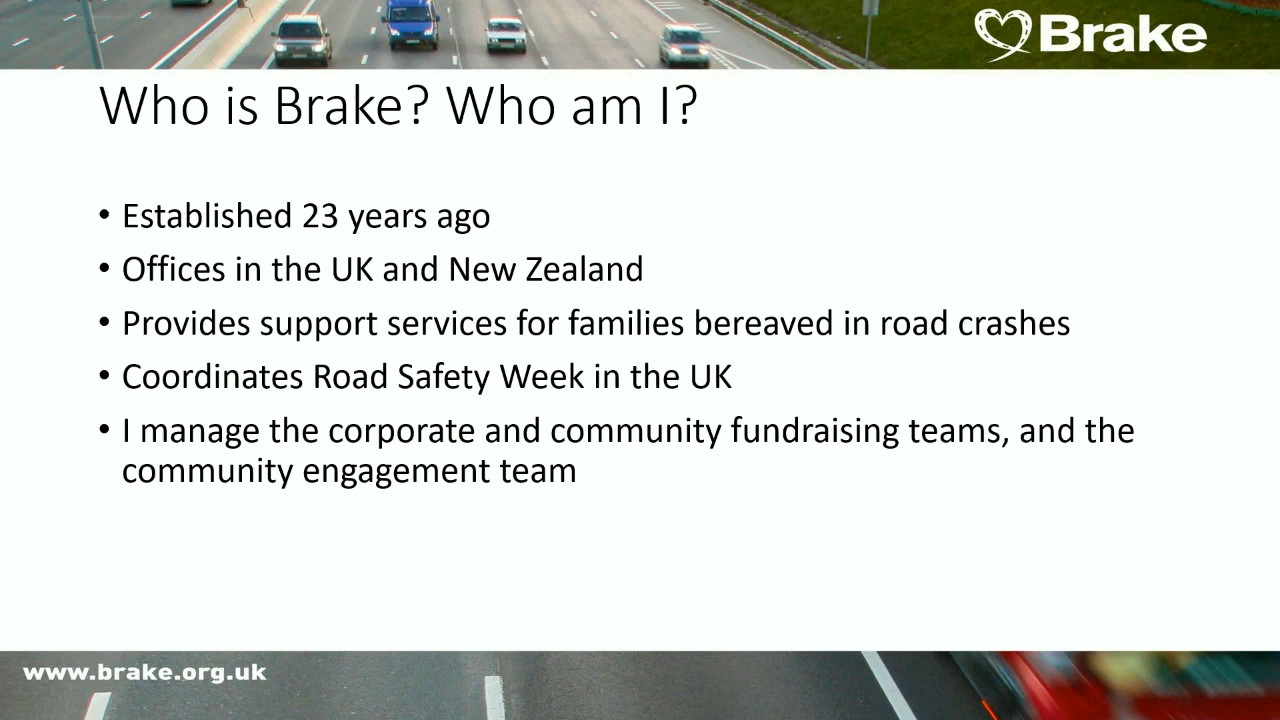 Brake
Who is Brake? Who am I?
• Established 23 years ago
• Offices in the UK and New Zealand
• Provides support services for families bereaved in road crashes
• Coordinates Road Safety Week in the UK
• I manage the corporate and community fundraising teams, and the
community engagement team
www.brake.org.uk